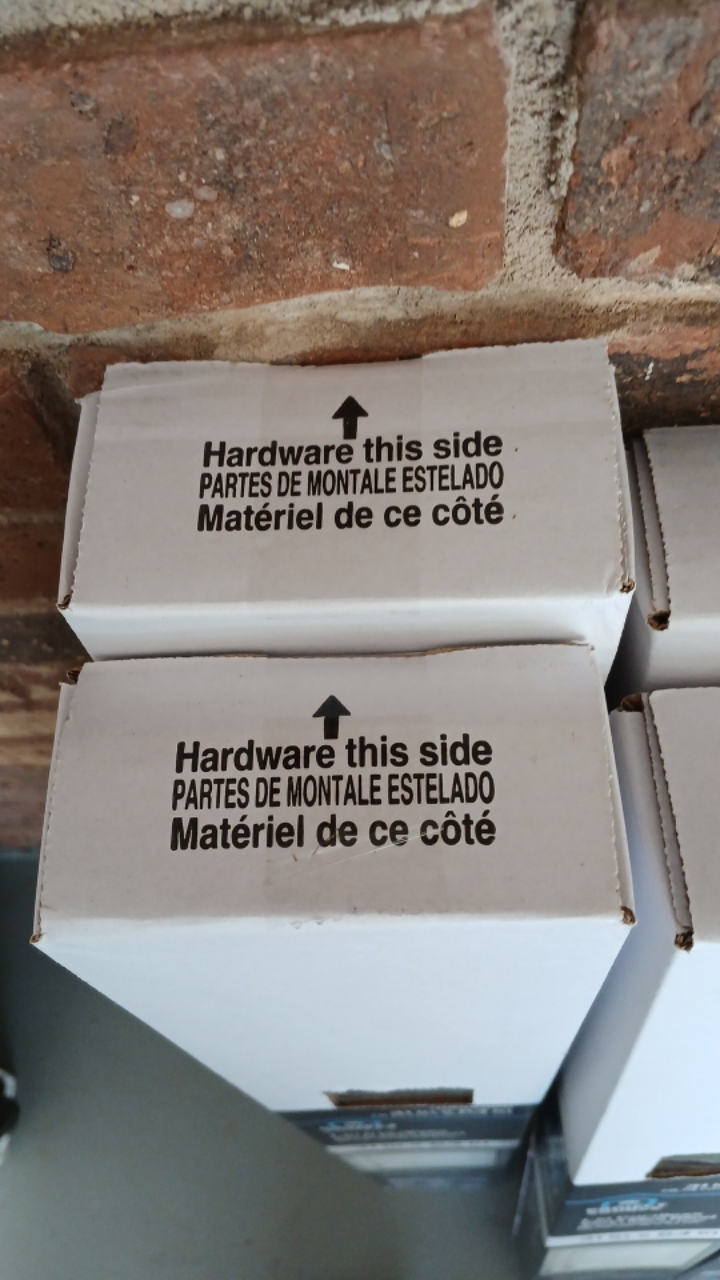 Hardware this side
PARTES DE MONTALE ESTELADO
Matériel de ce côté
Hardware this side
PARTES DE MONTALE ESTELADO
Matériel de ce côté